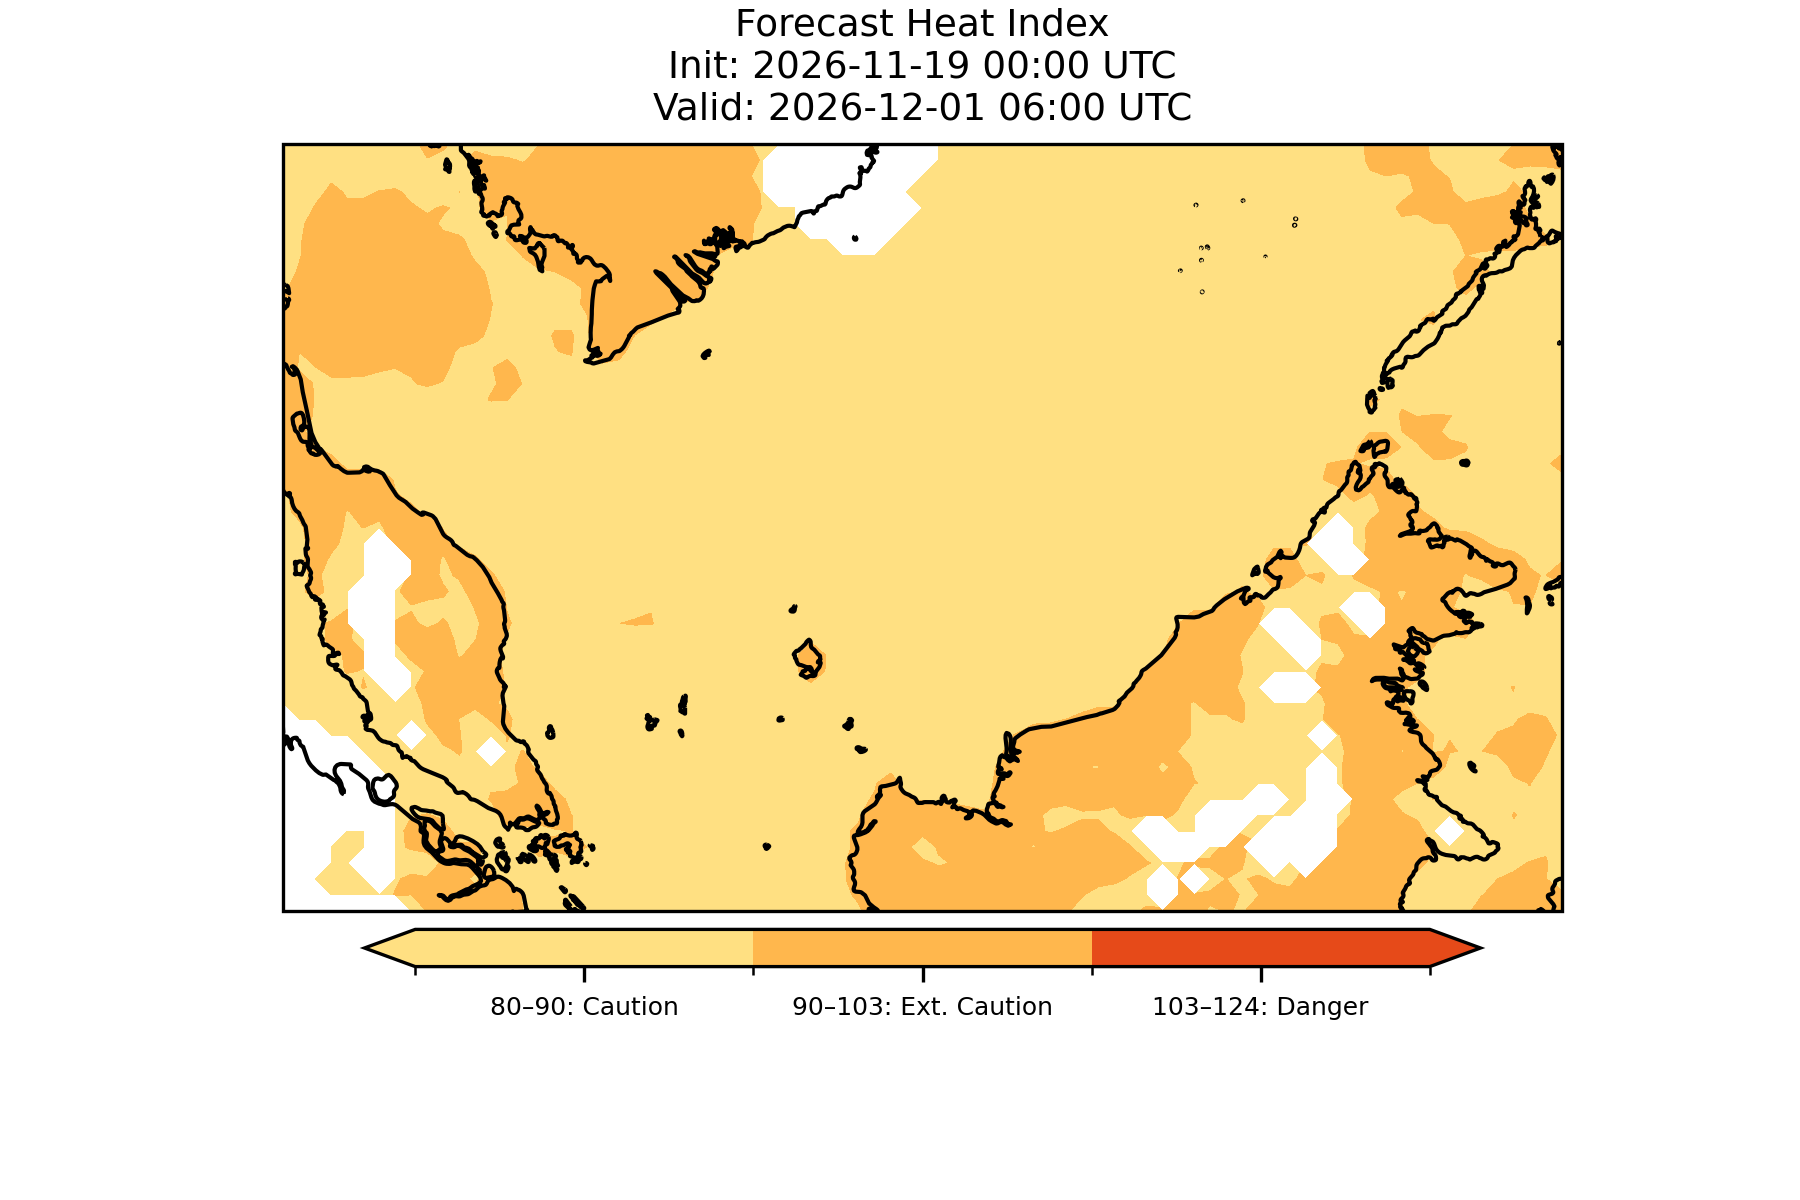 Forecast Heat Index
Init: 2026-11-19 00:00 UTC
Valid: 2026-12-01 06:00 UTC
80–90: Caution
90–103: Ext. Caution
103–124: Danger